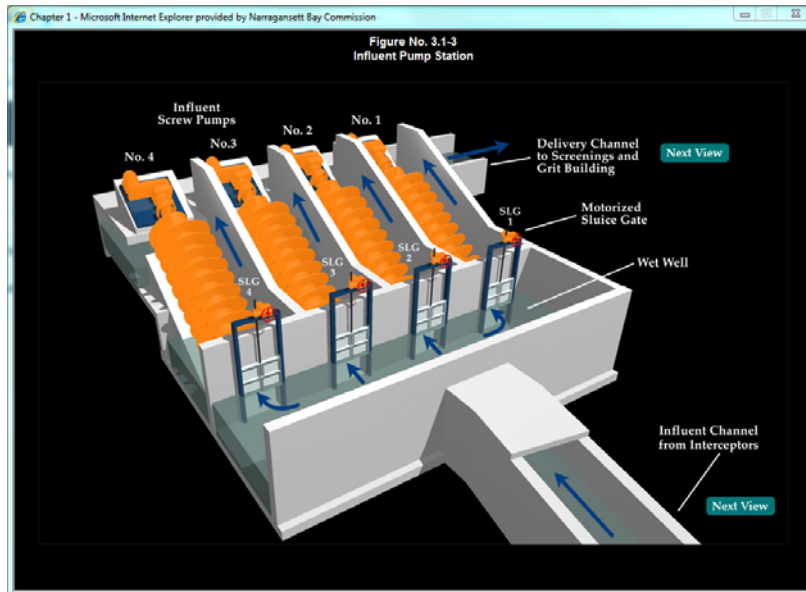 Chapter 1 - Microsoft Internet Explorer provided by Narragansett Bay Commission
Figure No. 3.1-3
Influent Pump Station
Influent
Screw Pumps
No. 4
No.3
No. 2
No. 1
Delivery Channel
to Screenings and
Grit Building
Next View
SLG
1
Motorized
Sluice Gate
SLG
2
SLG
3
SLG
4
Wet Well
Influent Channel
from Interceptors
Next View